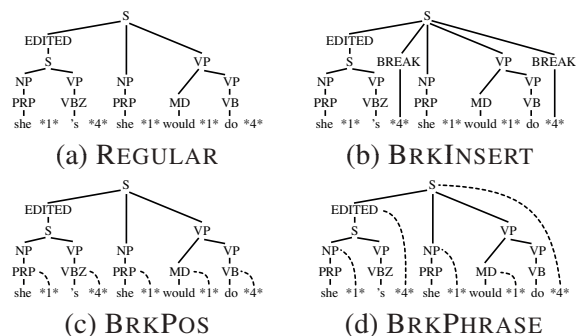 S S
EDITED EDITED
S VP S BREAK VP BREAK
NP VP NP VP NP VP NP VP
PRP VBZ PRP MD VB PRP VBZ PRP MD VB
she *1* 's *4* she *1* would *1* do *4* she *1* 's *4* she *1* would *1* do *4*
(a) REGULAR (b) BRKINSERT
S S
EDITED EDITED
S VP S VP
NP VP NP VP NP VP NP VP
PRP VBZ PRP MD VB PRP VBZ PRP MD VB
she *1* 's *4* she *1* would *1* do *4* she *1* 's *4* she *1* would *1* do *4*
(c) BRKPOS (d) BRKPHRASE